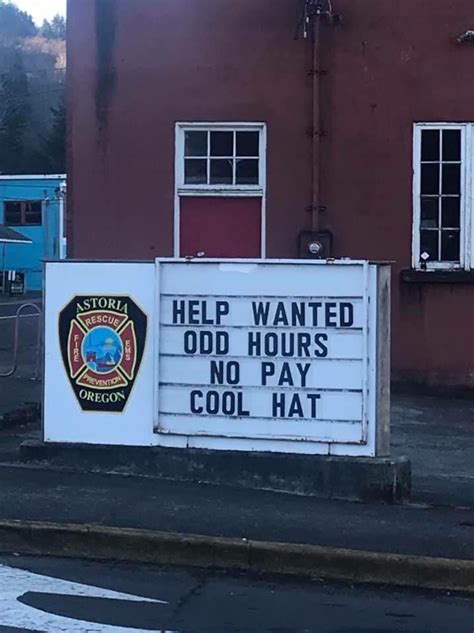 ASTORIA
RESCUE
FIRE
EMS
PREVENTION
OREGON
HELP WANTED
ODD HOURS
NO PAY
COOL HAT